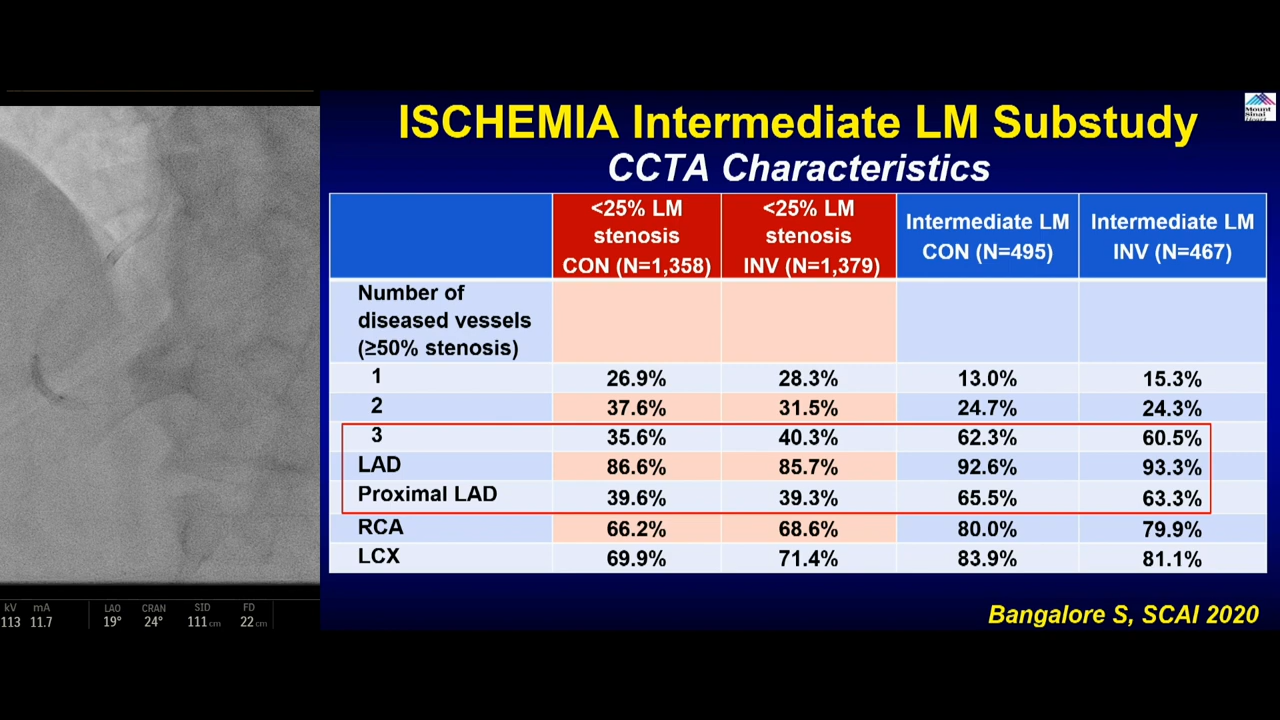 ISCHEMIA Intermediate LM Substudy
Mount
Sinai
Heart
CCTA Characteristics
<25% LM
stenosis
CON (N=1,358)
<25% LM
stenosis
INV (N=1,379)
Intermediate LM
CON (N=495)
Intermediate LM
INV (N=467)
Number of
diseased vessels
(≥50% stenosis)
1 26.9% 28.3% 13.0% 15.3%
2 37.6% 31.5% 24.7% 24.3%
3 35.6% 40.3% 62.3% 60.5%
LAD 86.6% 85.7% 92.6% 93.3%
Proximal LAD 39.6% 39.3% 65.5% 63.3%
RCA 66.2% 68.6% 80.0% 79.9%
LCX 69.9% 71.4% 83.9% 81.1%
Bangalore S, SCAI 2020
kV mA LAO CRAN SID FD
113 11.7 19° 24° 111 cm 22 cm